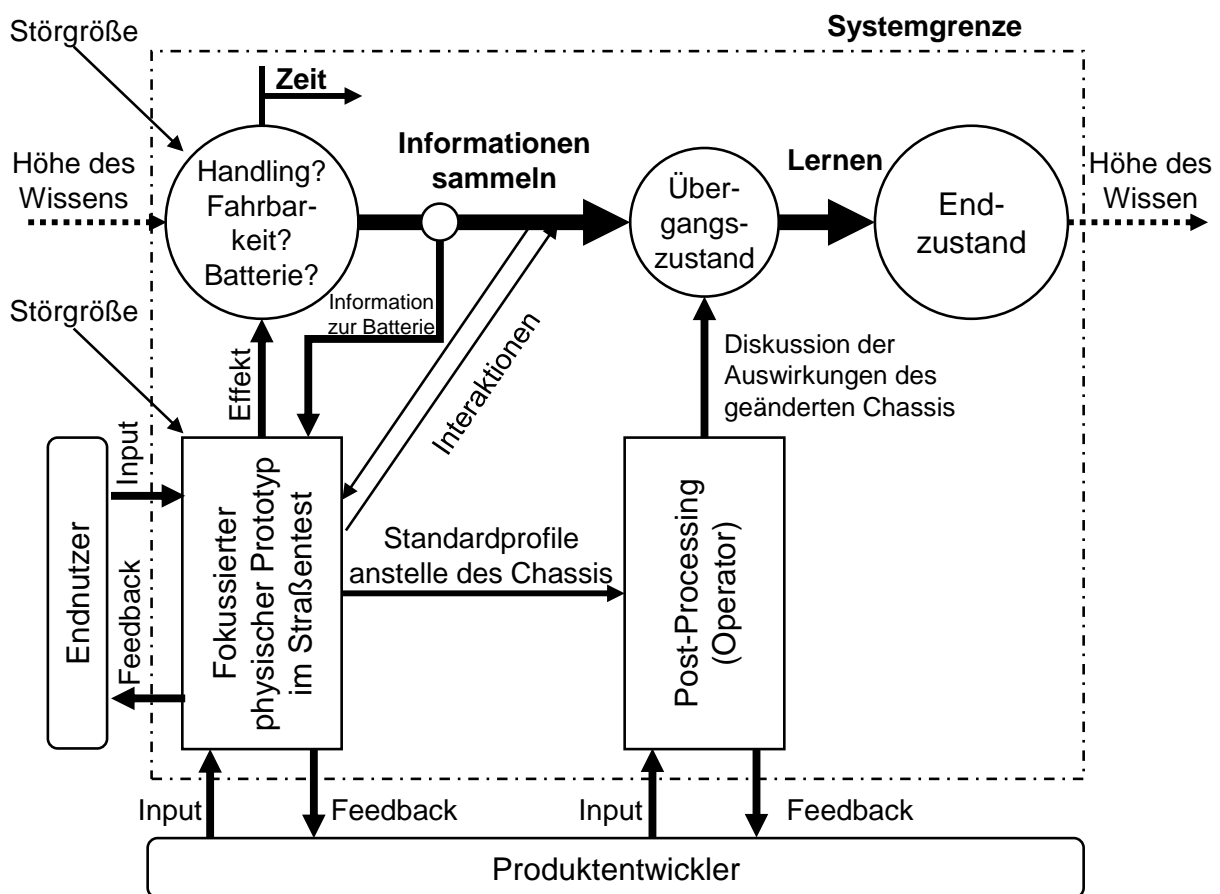 Systemgrenze
Störgröße
Zeit
Höhe des
Wissens
Handling?
Fahrbar-
keit?
Batterie?
Informationen
sammeln
Über-
gangs-
zustand
Lernen
End-
zustand
Höhe des
Wissen
Störgröße
Information
zur Batterie
Effekt
Interaktionen
Diskussion der
Auswirkungen des
geänderten Chassis
Endnutzer
Input
Feedback
Fokussierter
physischer Prototyp
im Straßentest
Standardprofile
anstelle des Chassis
Post-Processing
(Operator)
Input
Feedback
Input
Feedback
Produktentwickler